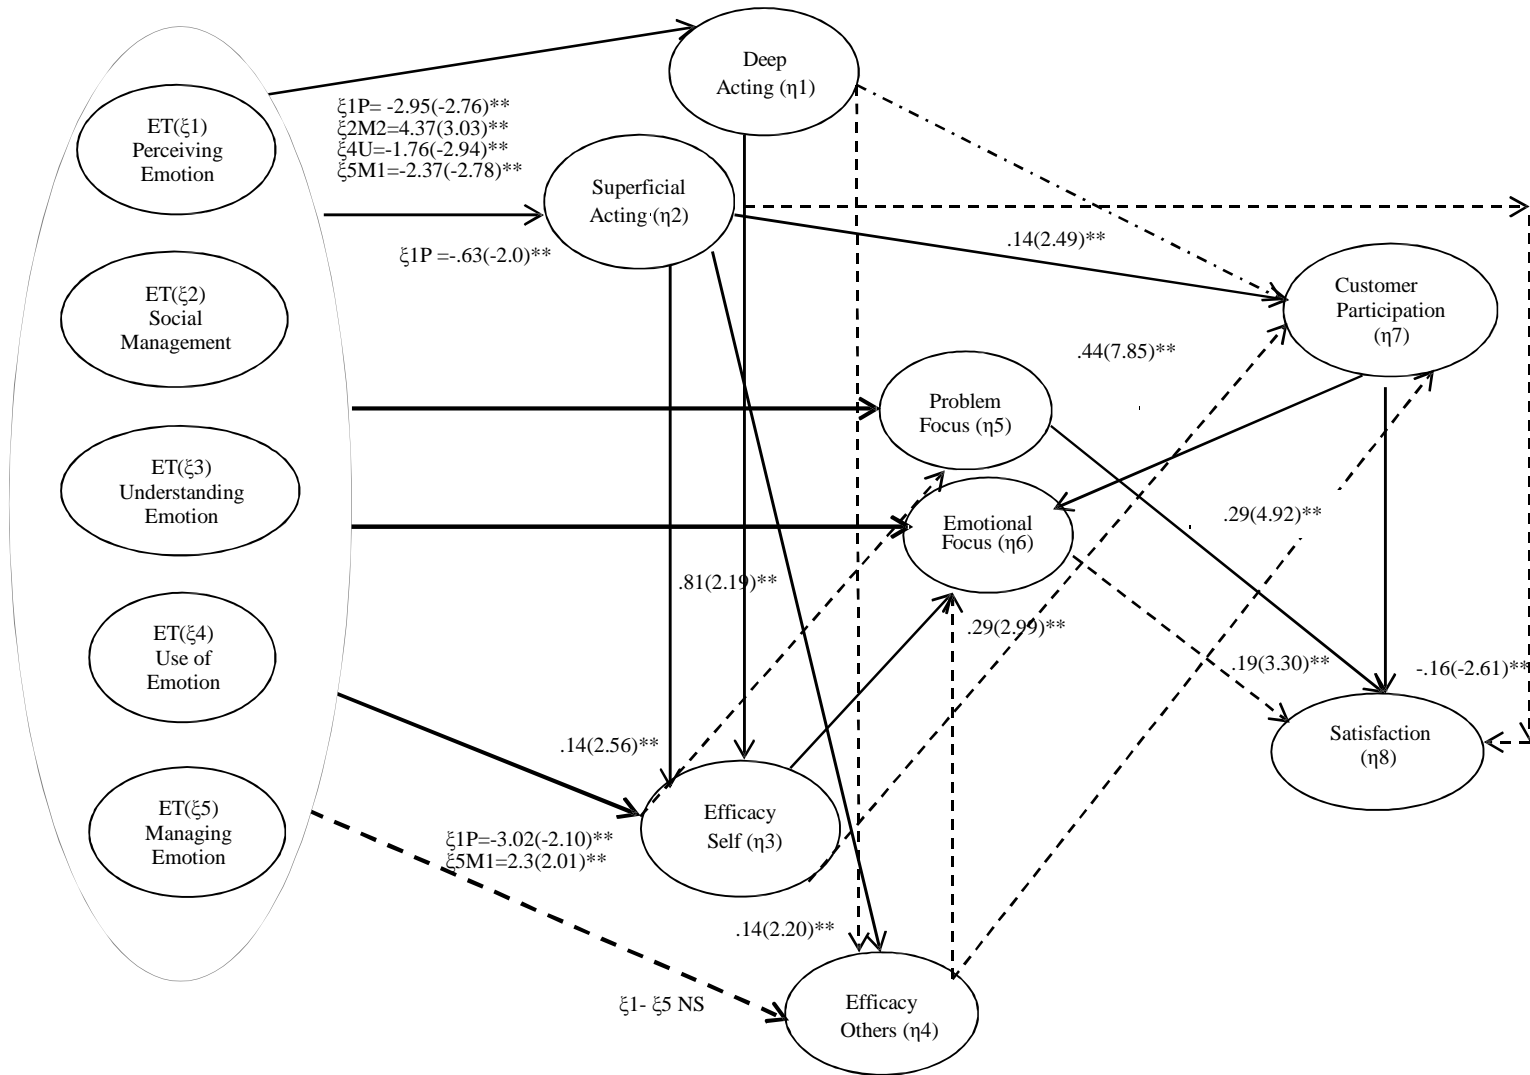 Deep
Acting (η1)
ξ1P= -2.95(-2.76)**
ξ2M2=4.37(3.03)**
ξ4U=-1.76(-2.94)**
ξ5M1=-2.37(-2.78)**
ET(ξ1)
Perceiving
Emotion
Superficial
Acting (η2)
ξ1P =-.63(-2.0)**
.14(2.49)**
ET(ξ2)
Social
Management
Customer
Participation
(η7)
.44(7.85)**
Problem
Focus (η5)
ET(ξ3)
Understanding
Emotion
Emotional
Focus (η6)
.29(4.92)**
.81(2.19)**
.29(2.99)**
ET(ξ4)
Use of
Emotion
.19(3.30)**
-.16(-2.61)**
.14(2.56)**
Satisfaction
(η8)
ET(ξ5)
Managing
Emotion
Efficacy
Self (η3)
ξ1P=-3.02(-2.10)**
ξ5M1=2.3(2.01)**
.14(2.20)**
ξ1- ξ5 NS
Efficacy
Others (η4)